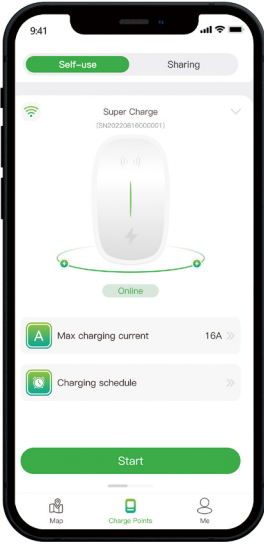 9:41
Self-use Sharing
Super Charge
(SN20220816000001)
Online
A Max charging current 16A
Charging schedule
Start
Map Charge Points Me